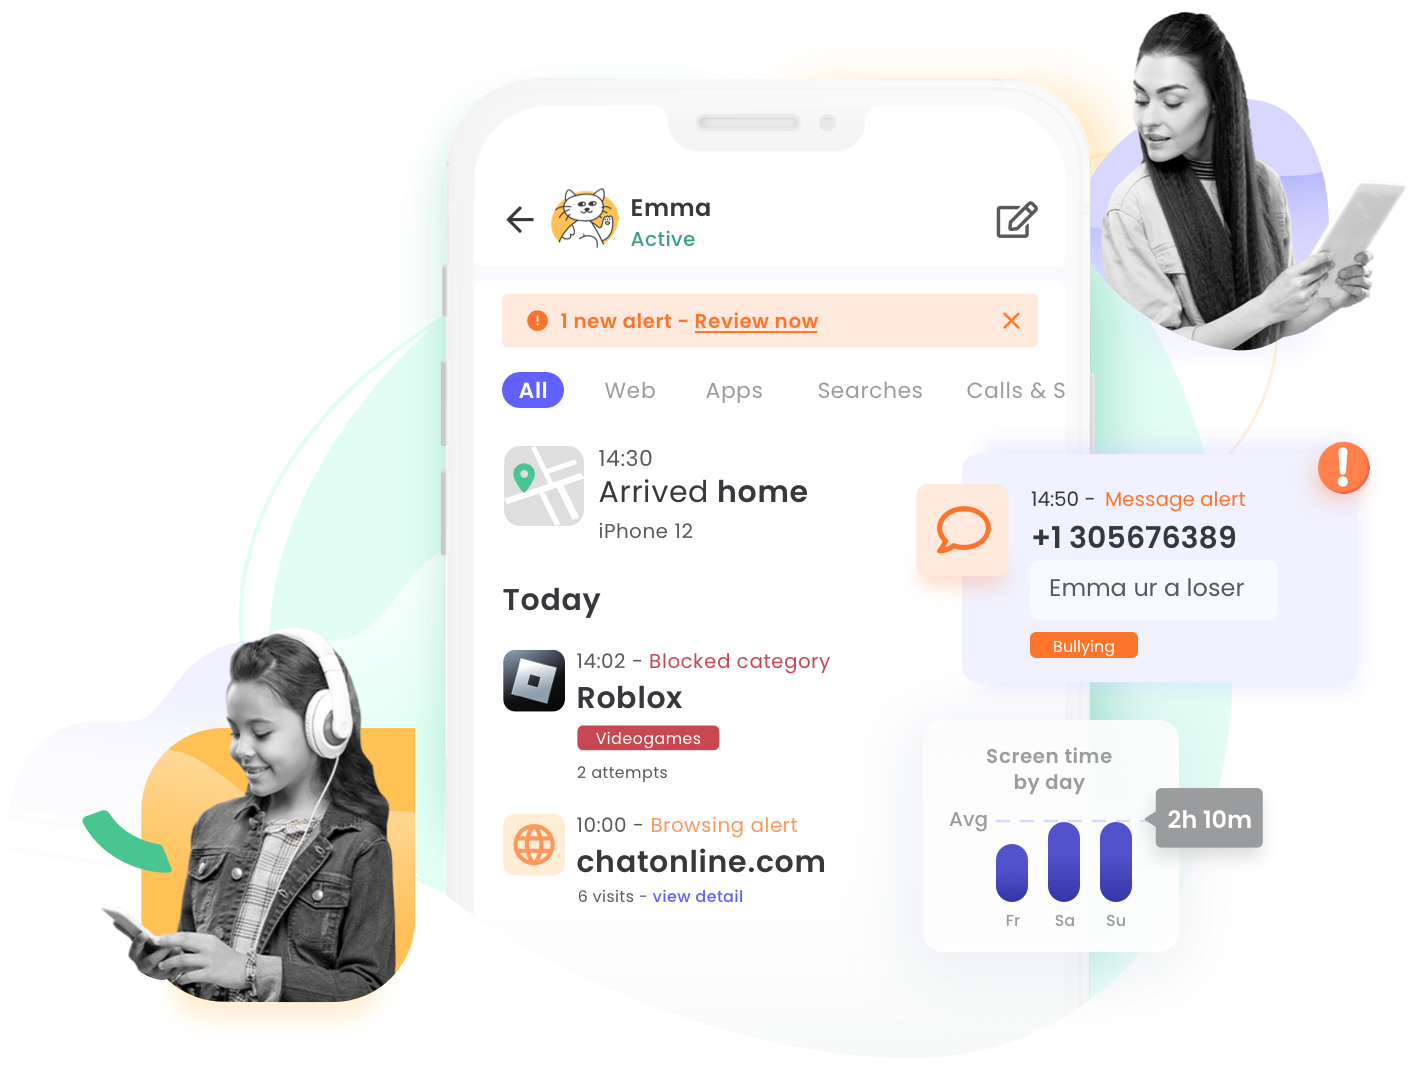 Emma
Active
1 new alert - Review now
All Web Apps Searches Calls & S
14:30
Arrived home
iPhone 12
14:50 - Message alert
+1 305676389
Emma ur a loser
Bullying
Today
14:02 - Blocked category
Roblox
Videogames
2 attempts
10:00 - Browsing alert
chatonline.com
6 visits - view detail
Screen time
by day
Avg
2h 10m
Fr Sa Su